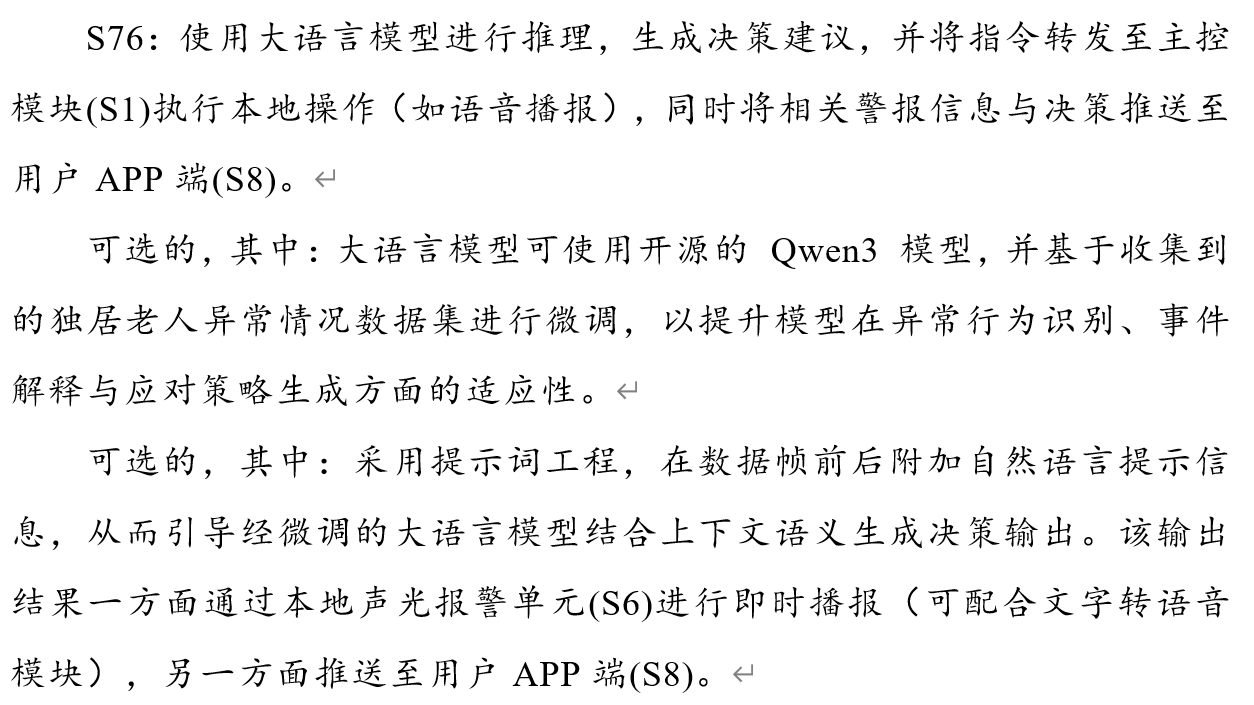 S76：使用大语言模型进行推理，生成决策建议，并将指令转发至主控
模块(S1)执行本地操作（如语音播报），同时将相关警报信息与决策推送至
用户 APP 端(S8)。↵
可选的，其中：大语言模型可使用开源的 Qwen3 模型，并基于收集到
的独居老人异常情况数据集进行微调，以提升模型在异常行为识别、事件
解释与应对策略生成方面的适应性。↵
可选的，其中：采用提示词工程，在数据帧前后附加自然语言提示信
息，从而引导经微调的大语言模型结合上下文语义生成决策输出。该输出
结果一方面通过本地声光报警单元(S6)进行即时播报（可配合文字转语音
模块），另一方面推送至用户 APP 端(S8)。↵